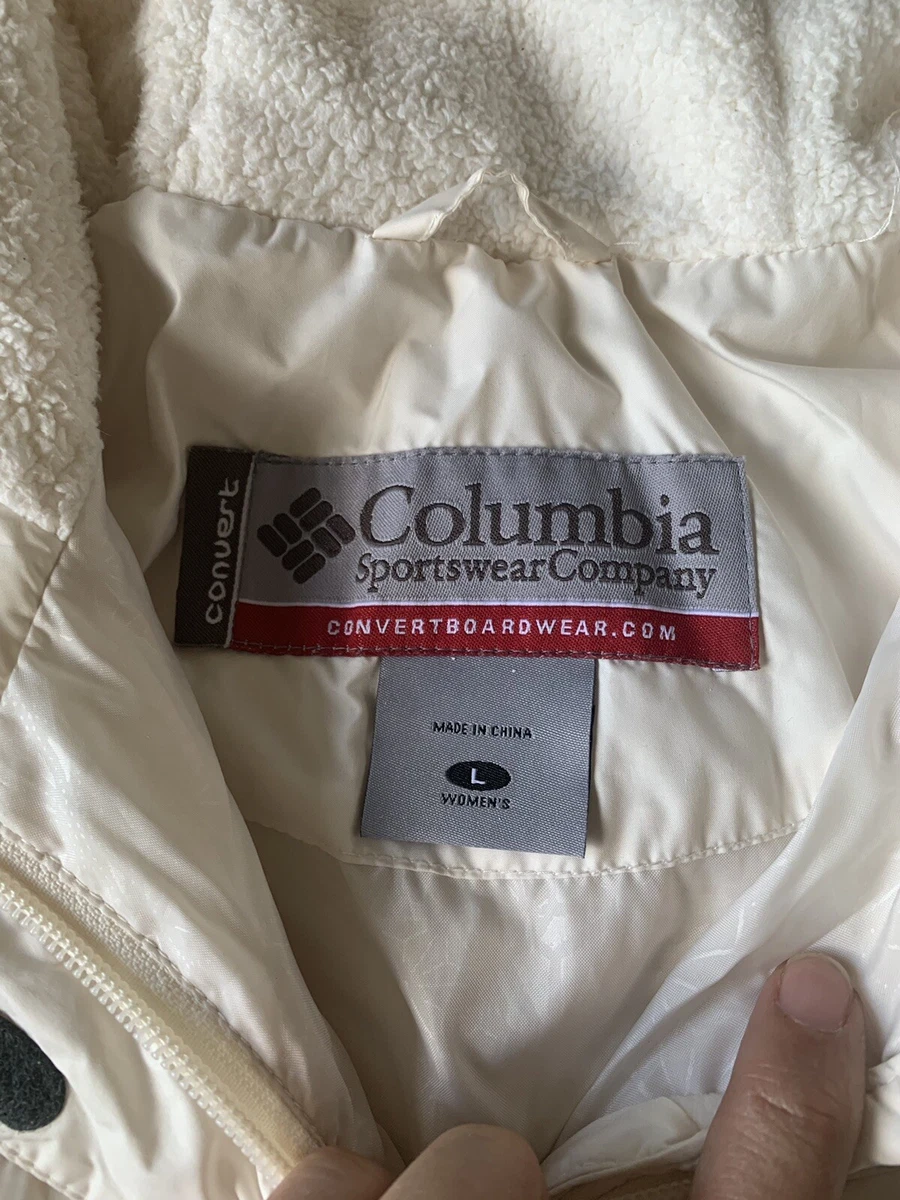 convert
Columbia
Sportswear Company
CONVERTBOARDWEAR.COM
MADE IN CHINA
L
WOMEN'S